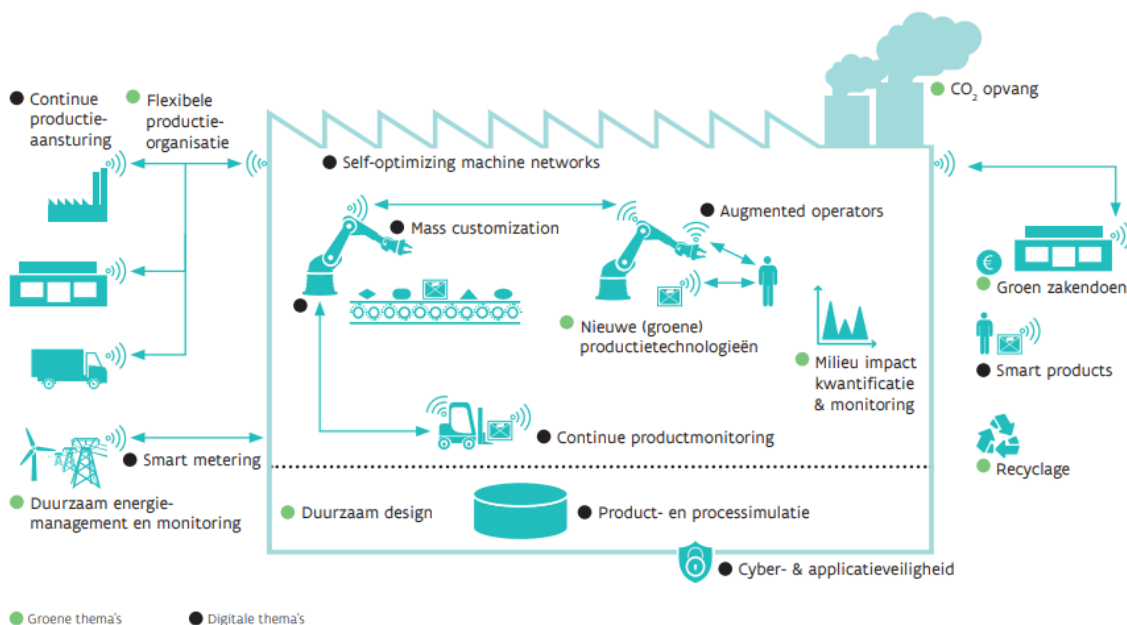 Continue
productie-
aansturing
Flexibele
productie-
organisatie
CO₂ opvang
Self-optimizing machine networks
Mass customization
Augmented operators
€
Groen zakendoen
Nieuwe (groene)
productietechnologieën
Milieu impact
kwantificatie
& monitoring
Smart products
Continue productmonitoring
Smart metering
Recyclage
Duurzaam energie-
management en monitoring
Duurzaam design
Product- en processimulatie
Cyber- & applicatieveiligheid
Groene thema's
Digitale thema's